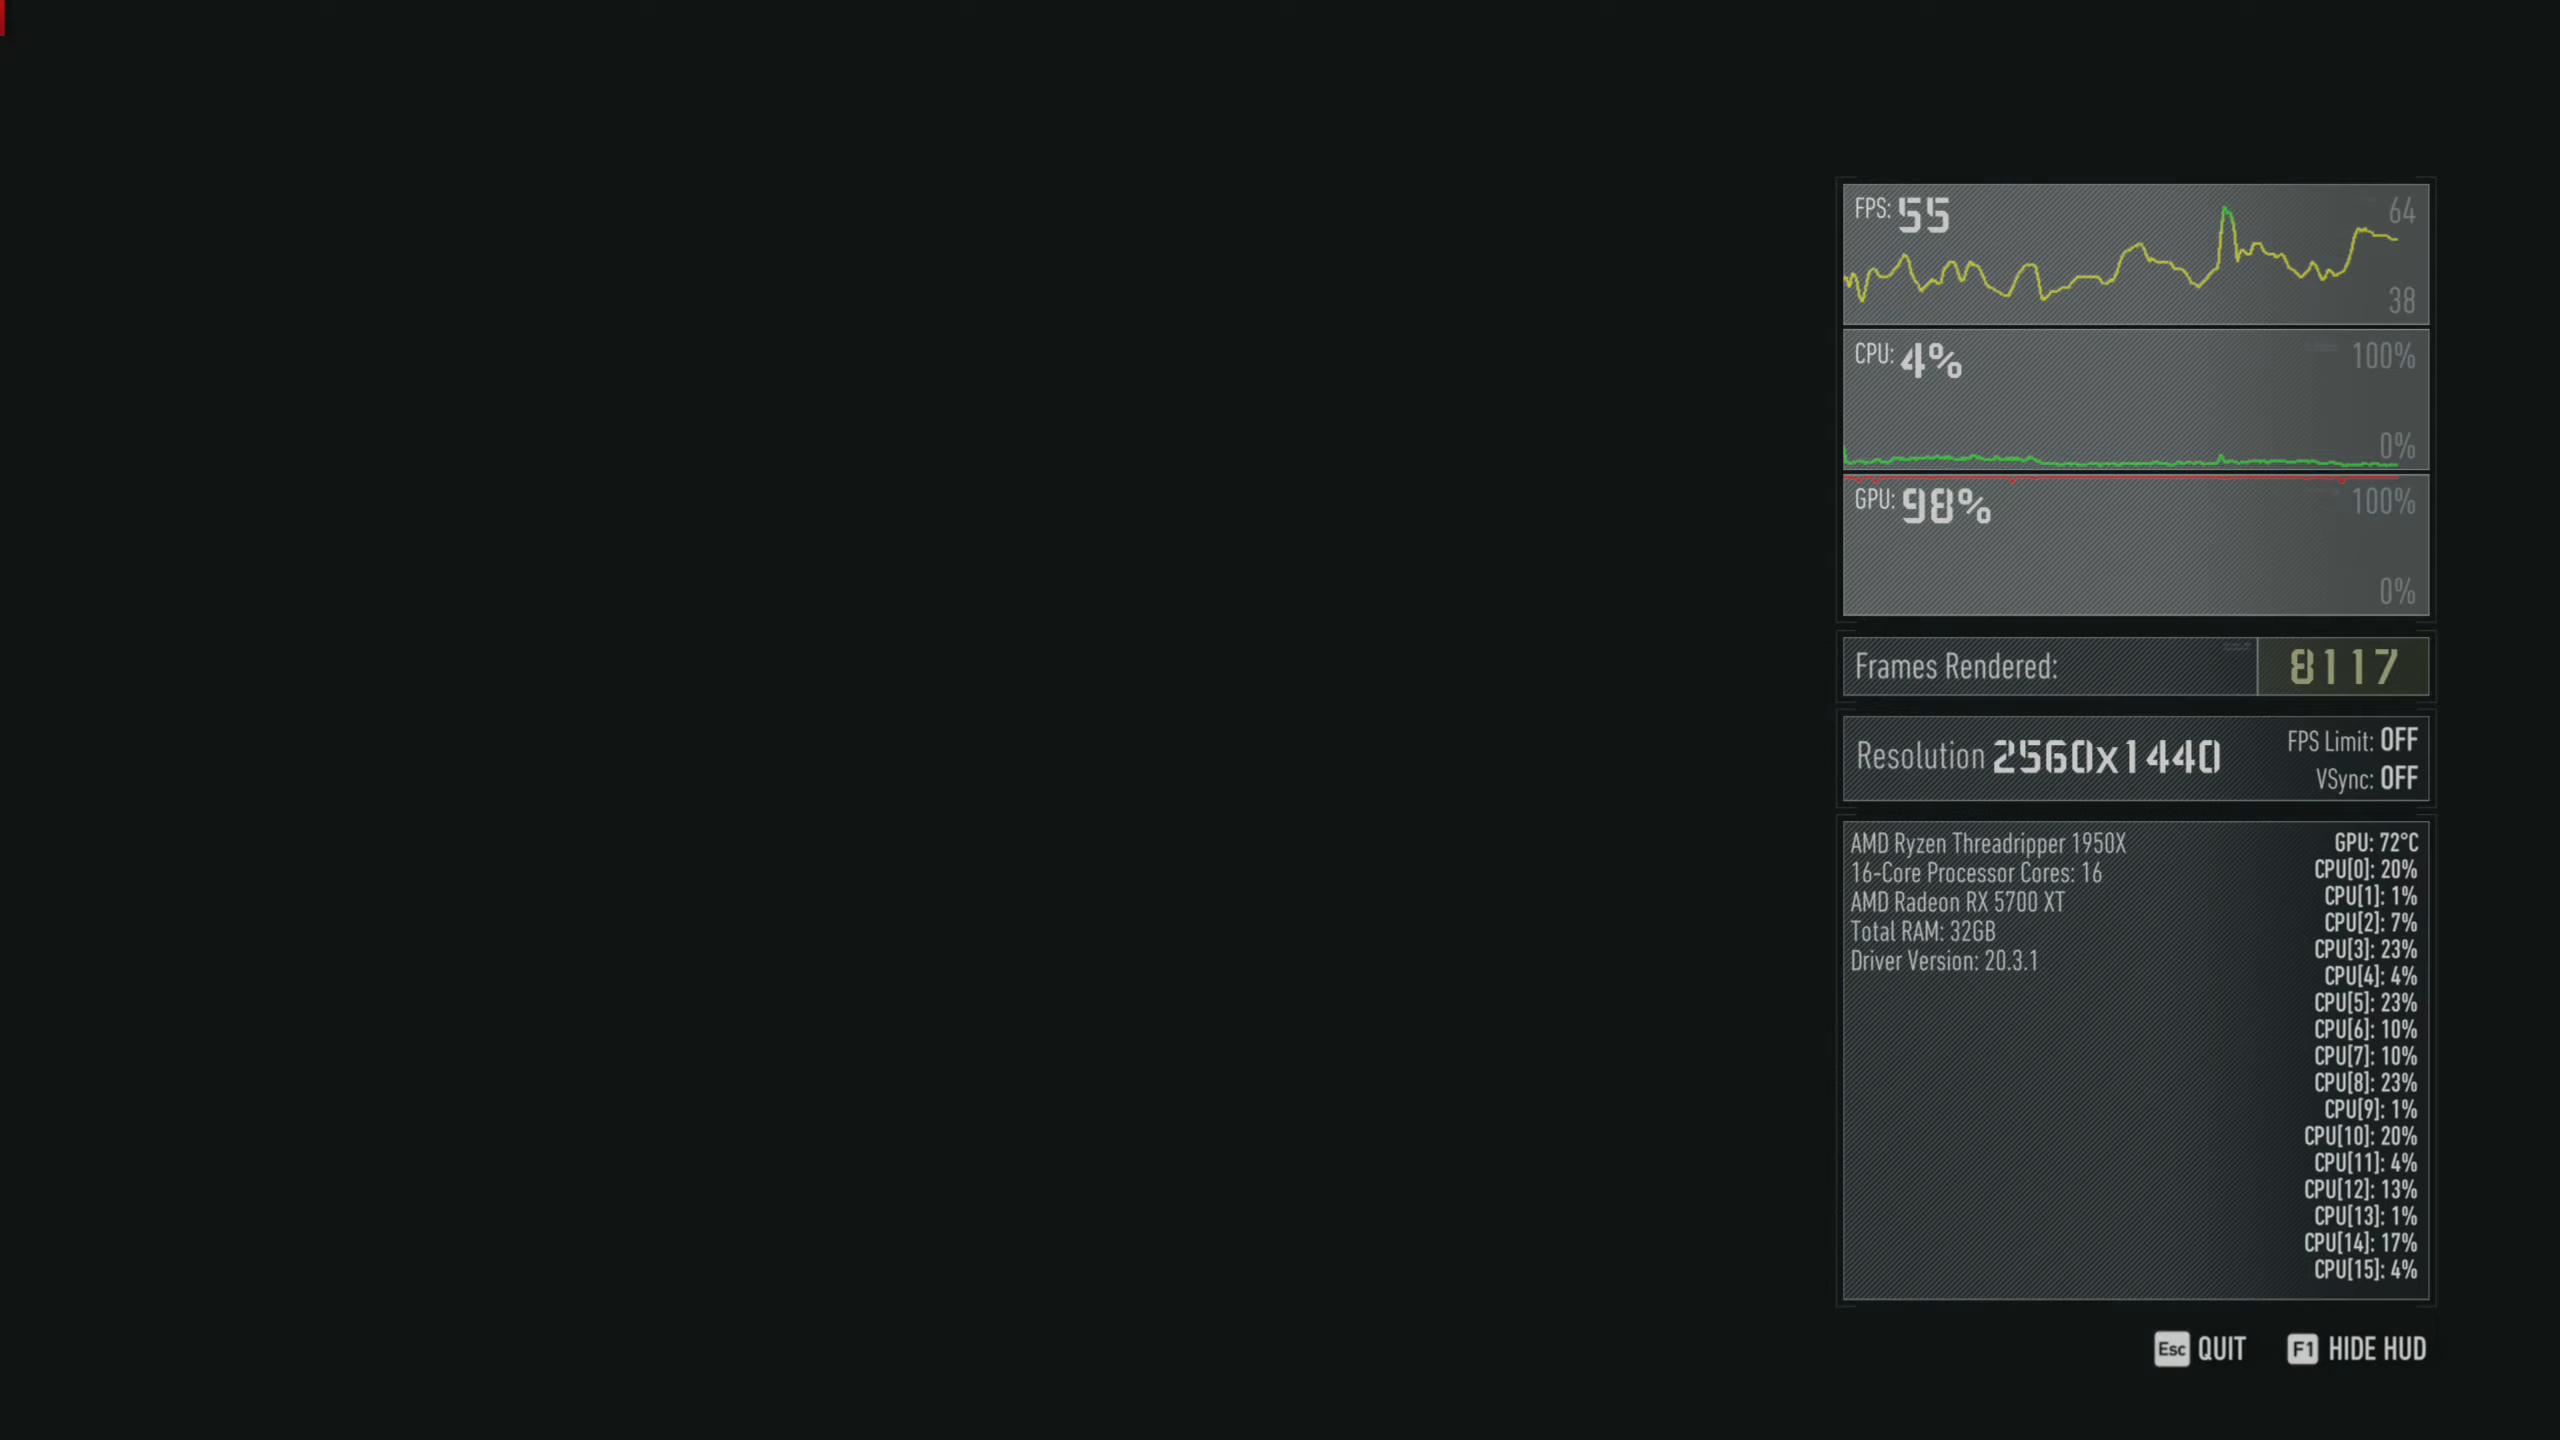 FPS: 55
64
38
CPU: 4%
100%
0%
GPU: 98%
100%
0%
Frames Rendered: 8117
Resolution 2560x1440
FPS Limit: OFF
VSync: OFF
AMD Ryzen Threadripper 1950X
16-Core Processor Cores: 16
AMD Radeon RX 5700 XT
Total RAM: 32GB
Driver Version: 20.3.1
GPU: 72°C
CPU[0]: 20%
CPU[1]: 1%
CPU[2]: 7%
CPU[3]: 23%
CPU[4]: 4%
CPU[5]: 23%
CPU[6]: 10%
CPU[7]: 10%
CPU[8]: 23%
CPU[9]: 1%
CPU[10]: 20%
CPU[11]: 4%
CPU[12]: 13%
CPU[13]: 1%
CPU[14]: 17%
CPU[15]: 4%
Esc QUIT F1 HIDE HUD